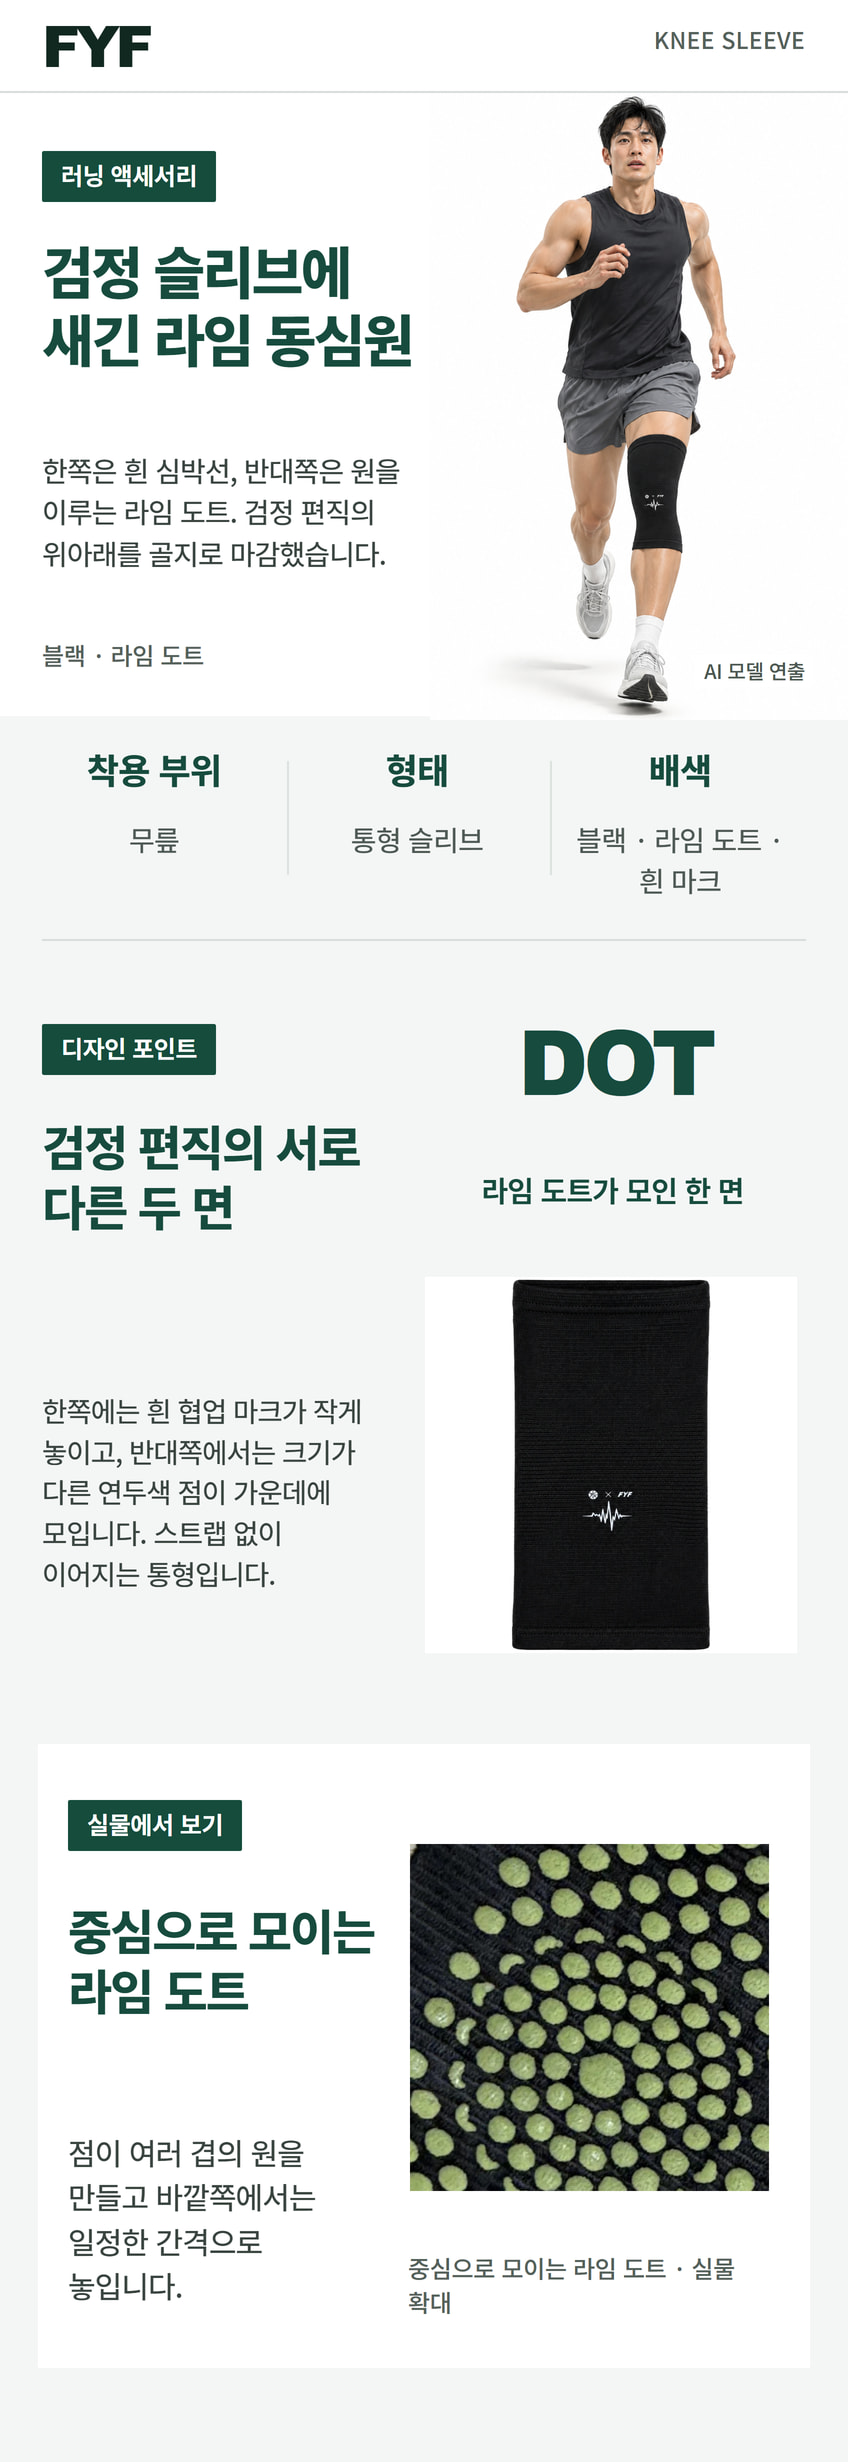 FYF
KNEE SLEEVE
러닝 액세서리
검정 슬리브에
새긴 라임 동심원
한쪽은 흰 심박선, 반대쪽은 원을
이루는 라임 도트. 검정 편직의
위아래를 골지로 마감했습니다.
블랙 · 라임 도트
× FYF
AI 모델 연출
착용 부위
무릎
형태
통형 슬리브
배색
블랙 · 라임 도트 ·
흰 마크
디자인 포인트
검정 편직의 서로
다른 두 면
한쪽에는 흰 협업 마크가 작게
놓이고, 반대쪽에서는 크기가
다른 연두색 점이 가운데에
모입니다. 스트랩 없이
이어지는 통형입니다.
DOT
라임 도트가 모인 한 면
× FYF
실물에서 보기
중심으로 모이는
라임 도트
점이 여러 겹의 원을
만들고 바깥쪽에서는
일정한 간격으로
놓입니다.
중심으로 모이는 라임 도트 · 실물
확대